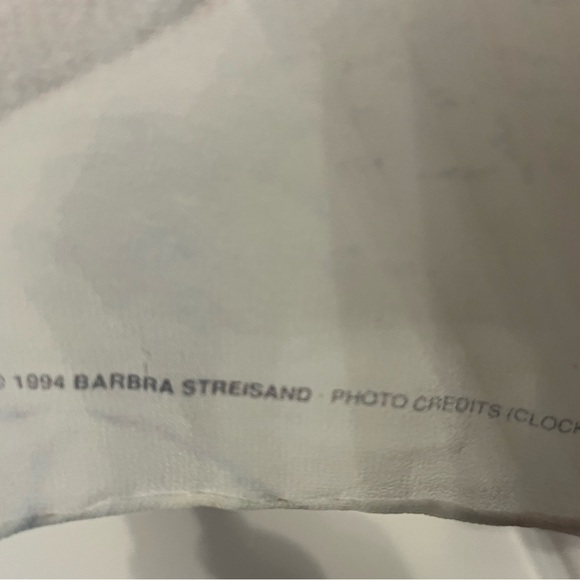 © 1994 BARBRA STREISAND · PHOTO CREDITS (CLOCK